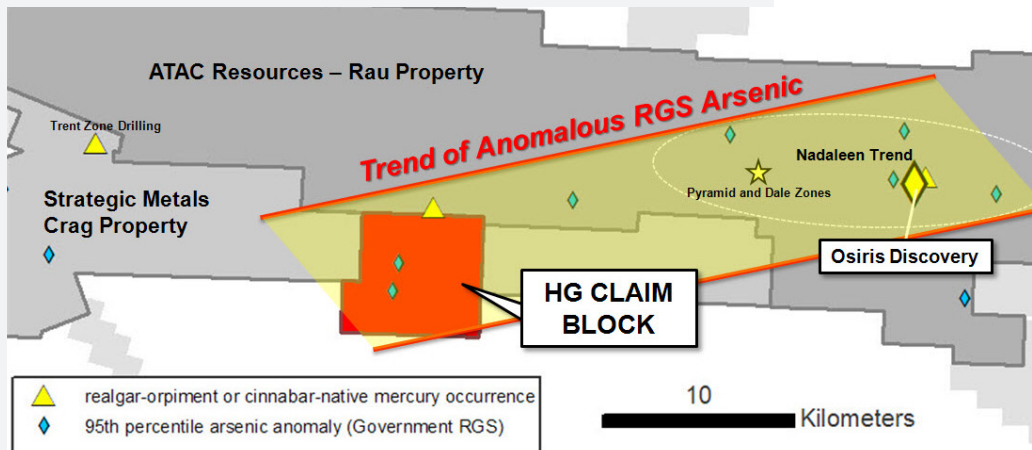 ATAC Resources – Rau Property
Trend of Anomalous RGS Arsenic
Trent Zone Drilling
Nadaleen Trend
Pyramid and Dale Zones
Strategic Metals
Crag Property
Osiris Discovery
HG CLAIM
BLOCK
realgar-orpiment or cinnabar-native mercury occurrence
95th percentile arsenic anomaly (Government RGS)
10
Kilometers